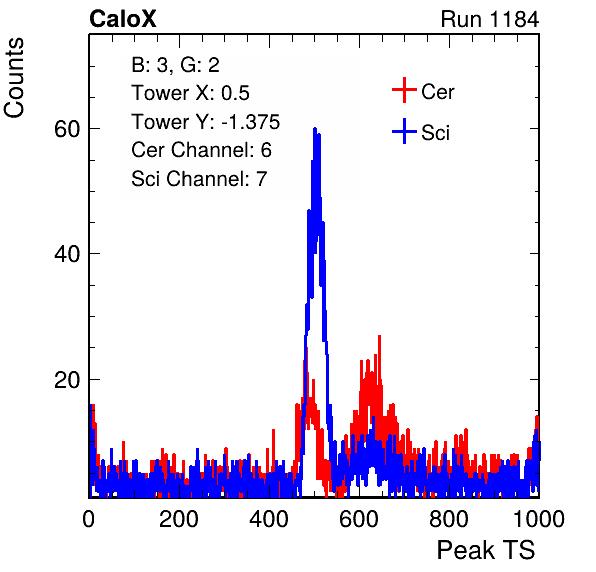 CaloX Run 1184
Counts
B: 3, G: 2
Tower X: 0.5
Tower Y: -1.375
Cer Channel: 6
Sci Channel: 7
Cer
Sci
60
40
20
0 200 400 600 800 1000
Peak TS